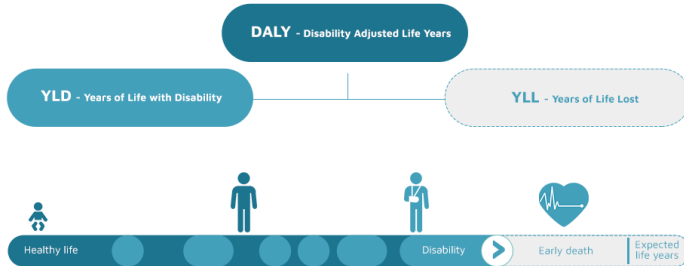 DALY - Disability Adjusted Life Years
YLD - Years of Life with Disability
YLL - Years of Life Lost
Healthy life
Disability
Early death
Expected
life years